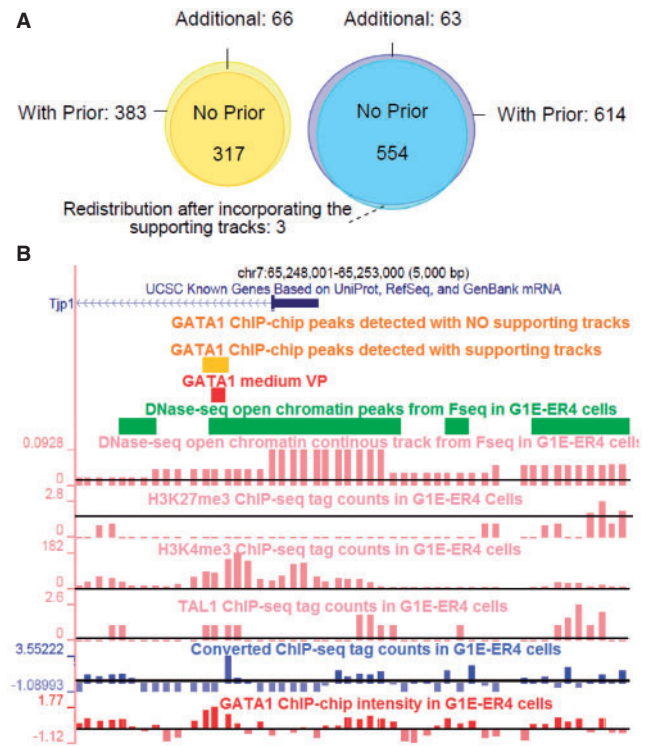 A
Additional: 66
Additional: 63
With Prior: 383
No Prior
317
No Prior
554
With Prior: 614
Redistribution after incorporating the
supporting tracks: 3
B
chr7:65,248,001-65,253,000 (5,000 bp)
UCSC Known Genes Based on UniProt, RefSeq, and GenBank mRNA
Tjp1
GATA1 ChIP-chip peaks detected with NO supporting tracks
GATA1 ChIP-chip peaks detected with supporting tracks
GATA1 medium VP
DNase-seq open chromatin peaks from Fseq in G1E-ER4 cells
DNase-seq open chromatin continous track from Fseq in G1E-ER4 cells
0.0928
0
H3K27me3 ChIP-seq tag counts in G1E-ER4 Cells
2.8
0
H3K4me3 ChIP-seq tag counts in G1E-ER4 Cells
182
0
TAL1 ChIP-seq tag counts in G1E-ER4 cells
2.6
0
Converted ChIP-seq tag counts in G1E-ER4 cells
3.55222
-1.08993
GATA1 ChIP-chip intensity in G1E-ER4 cells
1.77
-1.12